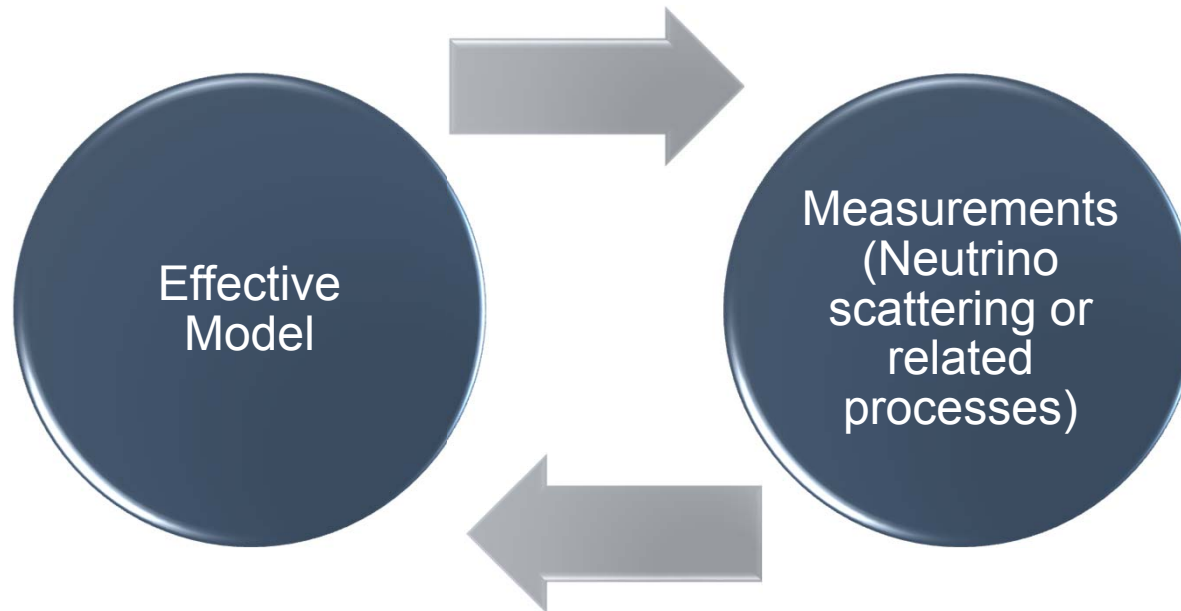 Effective
Model
Measurements
(Neutrino
scattering or
related
processes)